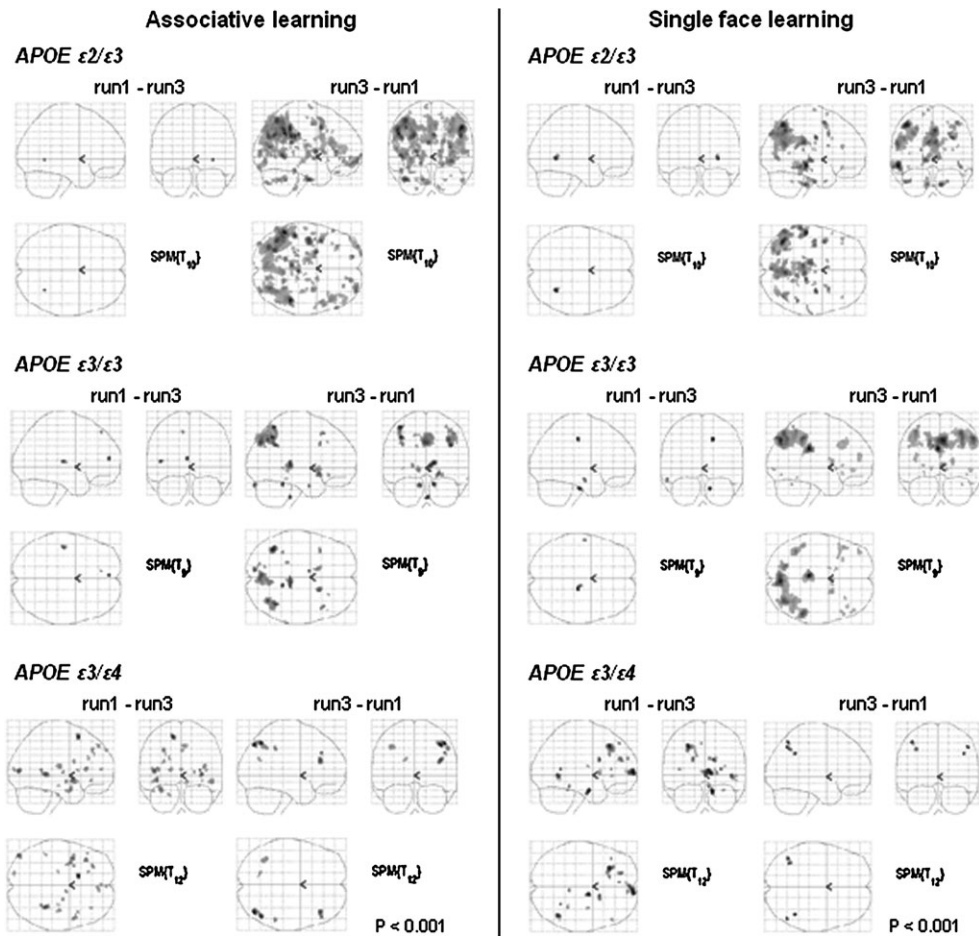 Associative learning
APOE ε2/ε3
run1 - run3
run3 - run1
SPM{T10}
SPM{T10}
APOE ε3/ε3
run1 - run3
run3 - run1
SPM{T9}
SPM{T9}
APOE ε3/ε4
run1 - run3
run3 - run1
SPM{T12}
SPM{T12}
P < 0.001
Single face learning
APOE ε2/ε3
run1 - run3
run3 - run1
SPM{T10}
SPM{T10}
APOE ε3/ε3
run1 - run3
run3 - run1
SPM{T9}
SPM{T9}
APOE ε3/ε4
run1 - run3
run3 - run1
SPM{T12}
SPM{T12}
P < 0.001